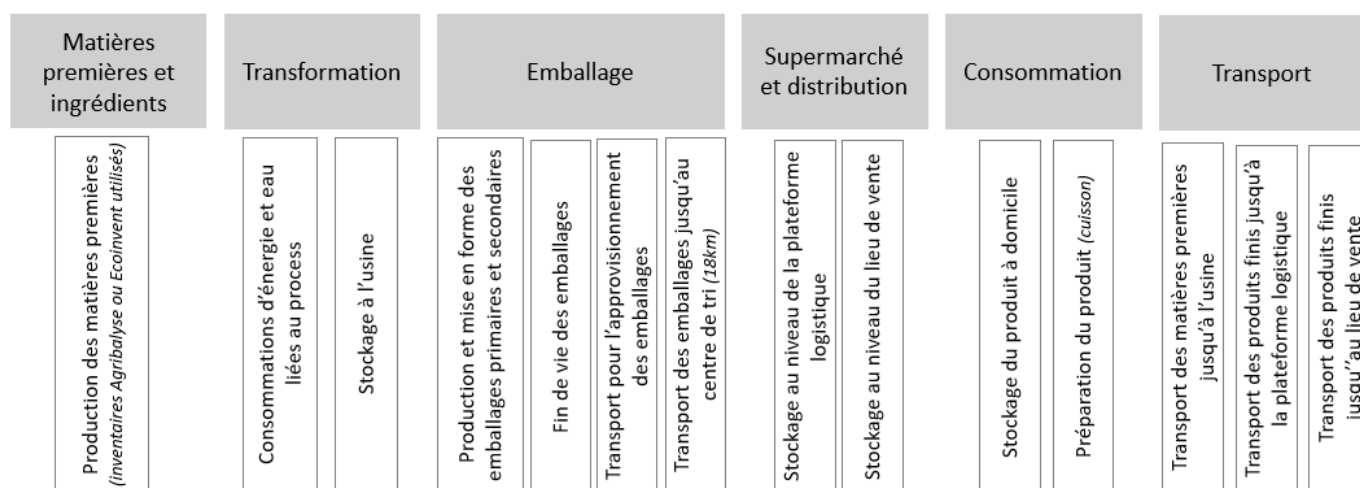 Matières
premières et
ingrédients
Transformation
Emballage
Supermarché
et distribution
Consommation
Transport
Production des matières premières
(inventaires Agribalyse ou Ecoinvent utilisés)
Consommations d'énergie et eau
liées au process
Stockage à l'usine
Production et mise en forme des
emballages primaires et secondaires
Fin de vie des emballages
Transport pour l'approvisionnement
des emballages
Transport des emballages jusqu'au
centre de tri (18km)
Stockage au niveau de la plateforme
logistique
Stockage au niveau du lieu de vente
Stockage du produit à domicile
Préparation du produit (cuisson)
Transport des matières premières
jusqu'à l'usine
Transport des produits finis jusqu'à
la plateforme logistique
Transport des produits finis
jusqu''au lieu de vente